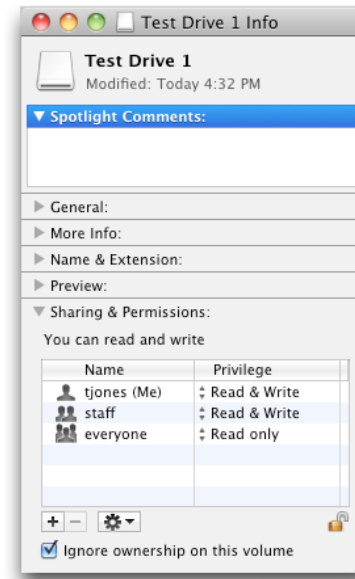 Test Drive 1 Info
Test Drive 1
Modified: Today 4:32 PM
Spotlight Comments:
General:
More Info:
Name & Extension:
Preview:
Sharing & Permissions:
You can read and write
Name Privilege
tjones (Me) Read & Write
staff Read & Write
everyone Read only
Ignore ownership on this volume